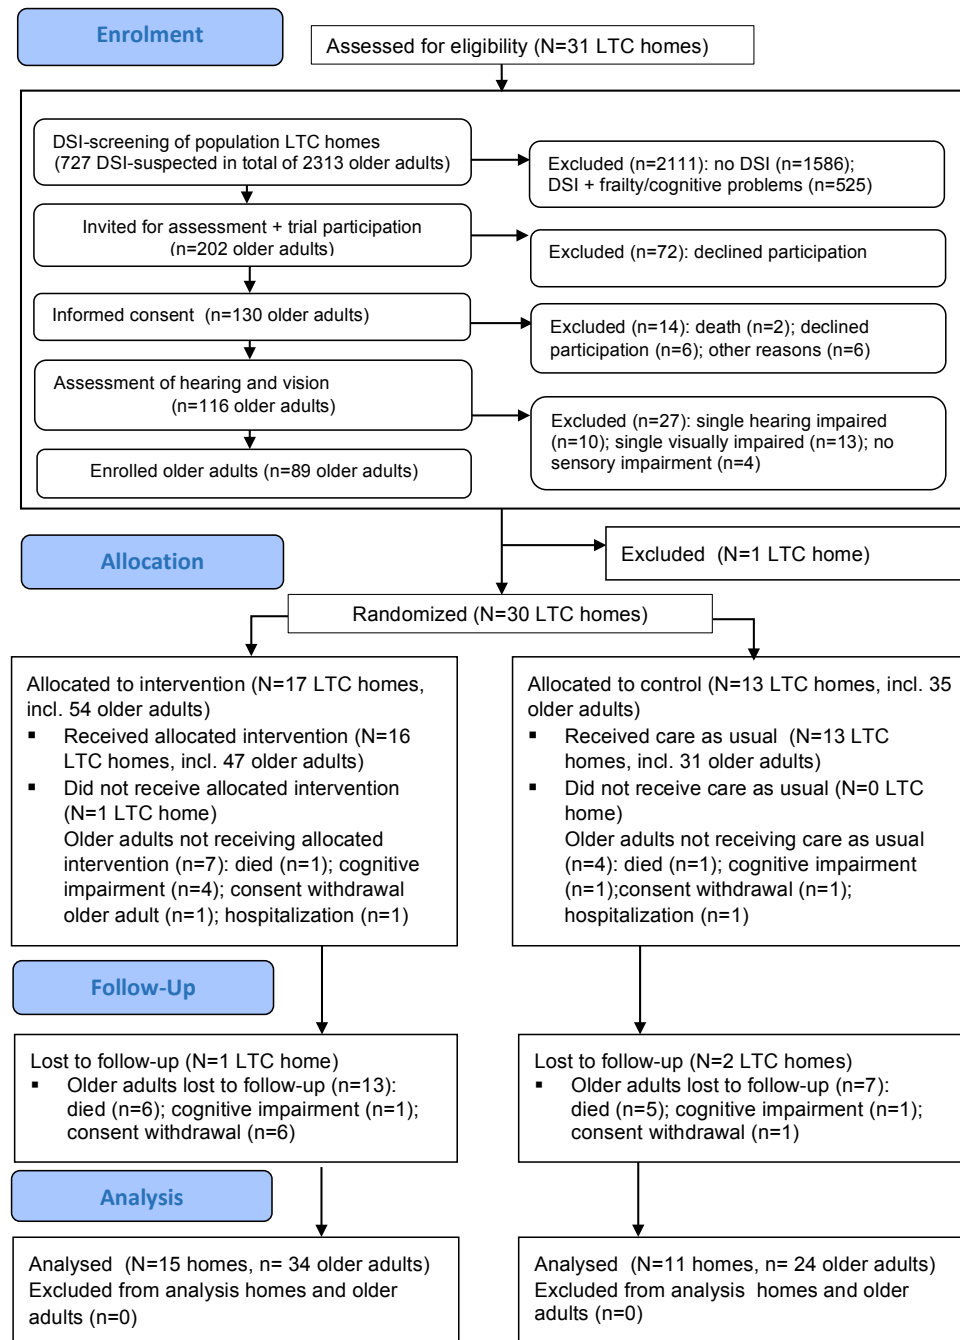 Enrolment
Assessed for eligibility (N=31 LTC homes)
DSI-screening of population LTC homes
(727 DSI-suspected in total of 2313 older adults)
Excluded (n=2111): no DSI (n=1586);
DSI + frailty/cognitive problems (n=525)
Invited for assessment + trial participation
(n=202 older adults)
Excluded (n=72): declined participation
Informed consent (n=130 older adults)
Excluded (n=14): death (n=2); declined
participation (n=6); other reasons (n=6)
Assessment of hearing and vision
(n=116 older adults)
Excluded (n=27): single hearing impaired
(n=10); single visually impaired (n=13); no
sensory impairment (n=4)
Enrolled older adults (n=89 older adults)
Allocation
Excluded (N=1 LTC home)
Randomized (N=30 LTC homes)
Allocated to intervention (N=17 LTC homes,
incl. 54 older adults)
▪ Received allocated intervention (N=16
LTC homes, incl. 47 older adults)
▪ Did not receive allocated intervention
(N=1 LTC home)
Older adults not receiving allocated
intervention (n=7): died (n=1); cognitive
impairment (n=4); consent withdrawal
older adult (n=1); hospitalization (n=1)
Allocated to control (N=13 LTC homes, incl. 35
older adults)
▪ Received care as usual (N=13 LTC
homes, incl. 31 older adults)
▪ Did not receive care as usual (N=0 LTC
home)
Older adults not receiving care as usual
(n=4): died (n=1); cognitive impairment
(n=1);consent withdrawal (n=1);
hospitalization (n=1)
Follow-Up
Lost to follow-up (N=1 LTC home)
▪ Older adults lost to follow-up (n=13):
died (n=6); cognitive impairment (n=1);
consent withdrawal (n=6)
Lost to follow-up (N=2 LTC homes)
▪ Older adults lost to follow-up (n=7):
died (n=5); cognitive impairment (n=1);
consent withdrawal (n=1)
Analysis
Analysed (N=15 homes, n= 34 older adults)
Excluded from analysis homes and older
adults (n=0)
Analysed (N=11 homes, n= 24 older adults)
Excluded from analysis homes and older
adults (n=0)